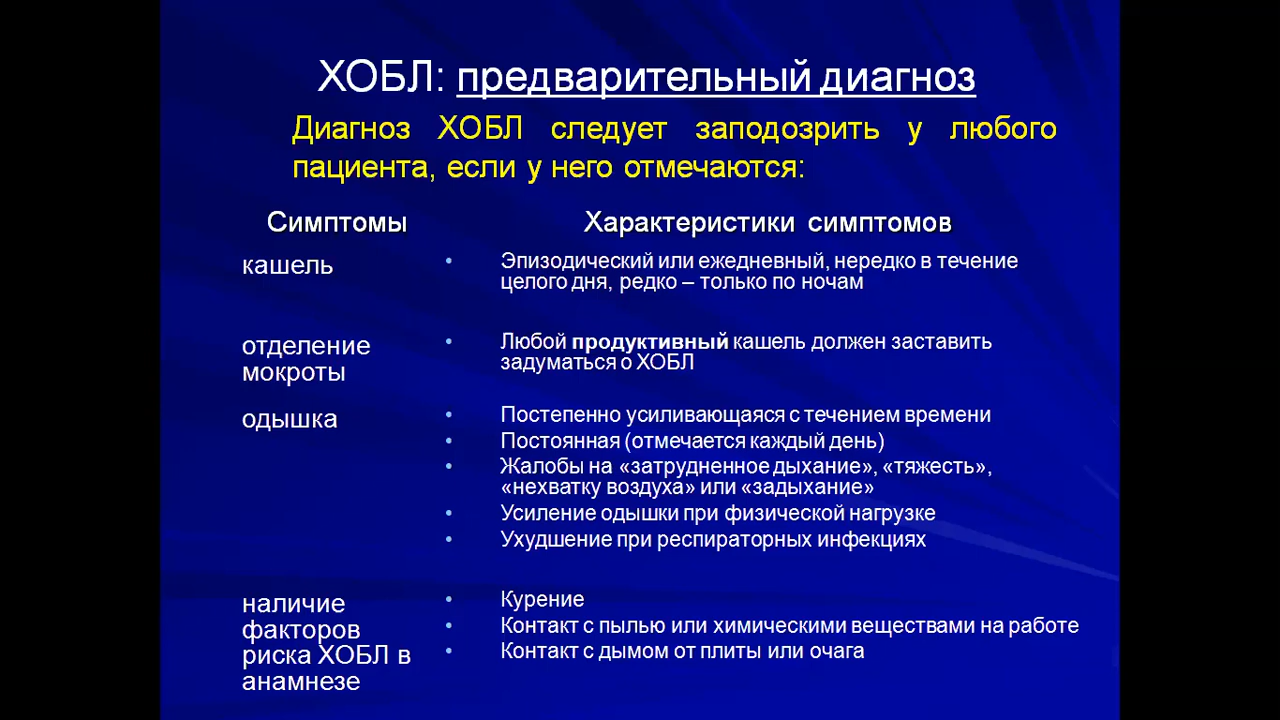 ХОБЛ: предварительный диагноз
Диагноз ХОБЛ следует заподозрить у любого
пациента, если у него отмечаются:
Симптомы Характеристики симптомов
кашель • Эпизодический или ежедневный, нередко в течение
целого дня, редко – только по ночам
отделение
мокроты
• Любой продуктивный кашель должен заставить
задуматься о ХОБЛ
одышка • Постепенно усиливающаяся с течением времени
• Постоянная (отмечается каждый день)
• Жалобы на «затрудненное дыхание», «тяжесть»,
«нехватку воздуха» или «задыхание»
• Усиление одышки при физической нагрузке
• Ухудшение при респираторных инфекциях
наличие
факторов
риска ХОБЛ в
анамнезе
• Курение
• Контакт с пылью или химическими веществами на работе
• Контакт с дымом от плиты или очага